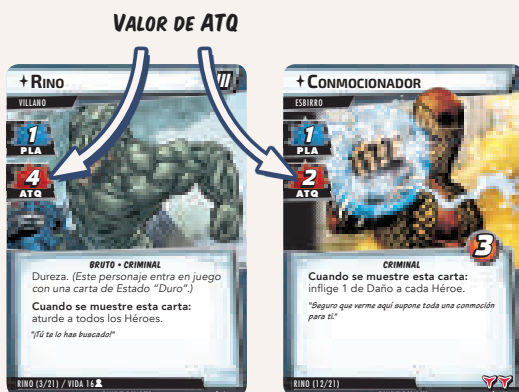 VALOR DE ATQ
RINO
III
VILLANO
1
PLA
4
ATQ
BRUTO • CRIMINAL
Dureza. (Este personaje entra en juego
con una carta de Estado "Duro".)
Cuando se muestre esta carta:
aturde a todos los Héroes.
"¡Tú te lo has buscado!"
RINO (3/21) / VIDA 16
CONMOCIONADOR
ESBIRRO
1
PLA
2
ATQ
3
CRIMINAL
Cuando se muestre esta carta:
inflige 1 de Daño a cada Héroe.
"Seguro que verme aquí supone toda una conmoción
para ti."
RINO (12/21)